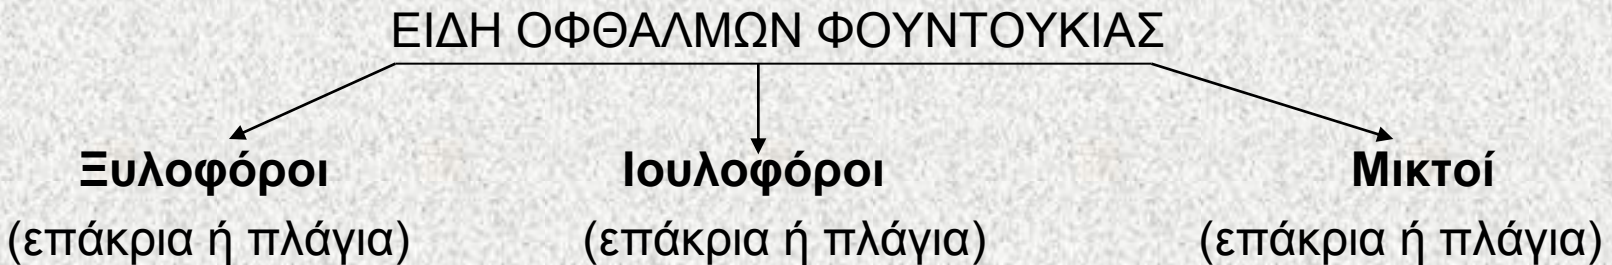 ΕΙΔΗ ΟΦΘΑΛΜΩΝ ΦΟΥΝΤΟΥΚΙΑΣ
Ξυλοφόροι Ιουλοφόροι Μικτοί
(επάκρια ή πλάγια) (επάκρια ή πλάγια) (επάκρια ή πλάγια)